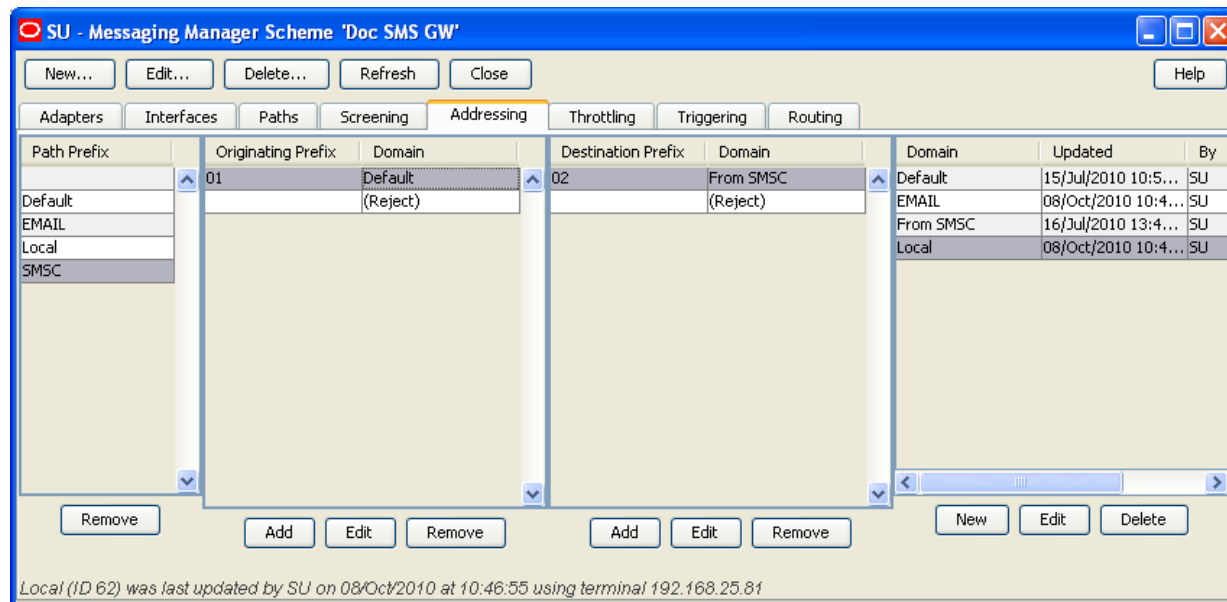 SU - Messaging Manager Scheme 'Doc SMS GW'
New... Edit... Delete... Refresh Close Help
Adapters Interfaces Paths Screening Addressing Throttling Triggering Routing
Path Prefix Originating Prefix Domain Destination Prefix Domain Domain Updated By
01 Default 02 From SMSC Default 15/Jul/2010 10:5... SU
Default (Reject) (Reject) EMAIL 08/Oct/2010 10:4... SU
EMAIL From SMSC 16/Jul/2010 13:4... SU
Local Local 08/Oct/2010 10:4... SU
SMSC
Remove Add Edit Remove Add Edit Remove New Edit Delete
Local (ID 62) was last updated by SU on 08/Oct/2010 at 10:46:55 using terminal 192.168.25.81